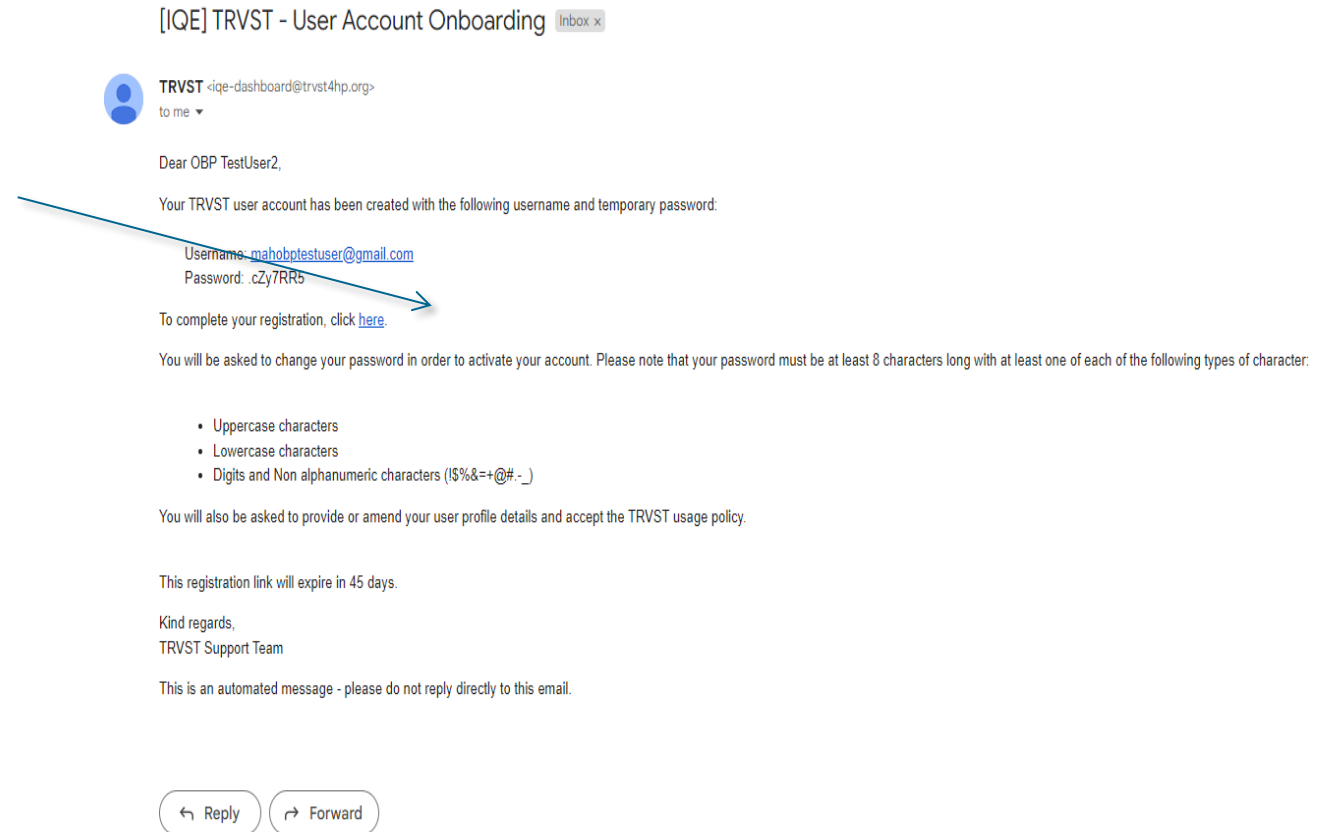 [IQE] TRVST - User Account Onboarding Inbox x
TRVST <iqe-dashboard@trvst4hp.org>
to me
Dear OBP TestUser2,
Your TRVST user account has been created with the following username and temporary password:
Username: mahobptestuser@gmail.com
Password: .cZy7RR5
To complete your registration, click here.
You will be asked to change your password in order to activate your account. Please note that your password must be at least 8 characters long with at least one of each of the following types of character:
• Uppercase characters
• Lowercase characters
• Digits and Non alphanumeric characters (!$%&=+@#.-_)
You will also be asked to provide or amend your user profile details and accept the TRVST usage policy.
This registration link will expire in 45 days.
Kind regards,
TRVST Support Team
This is an automated message - please do not reply directly to this email.
Reply Forward